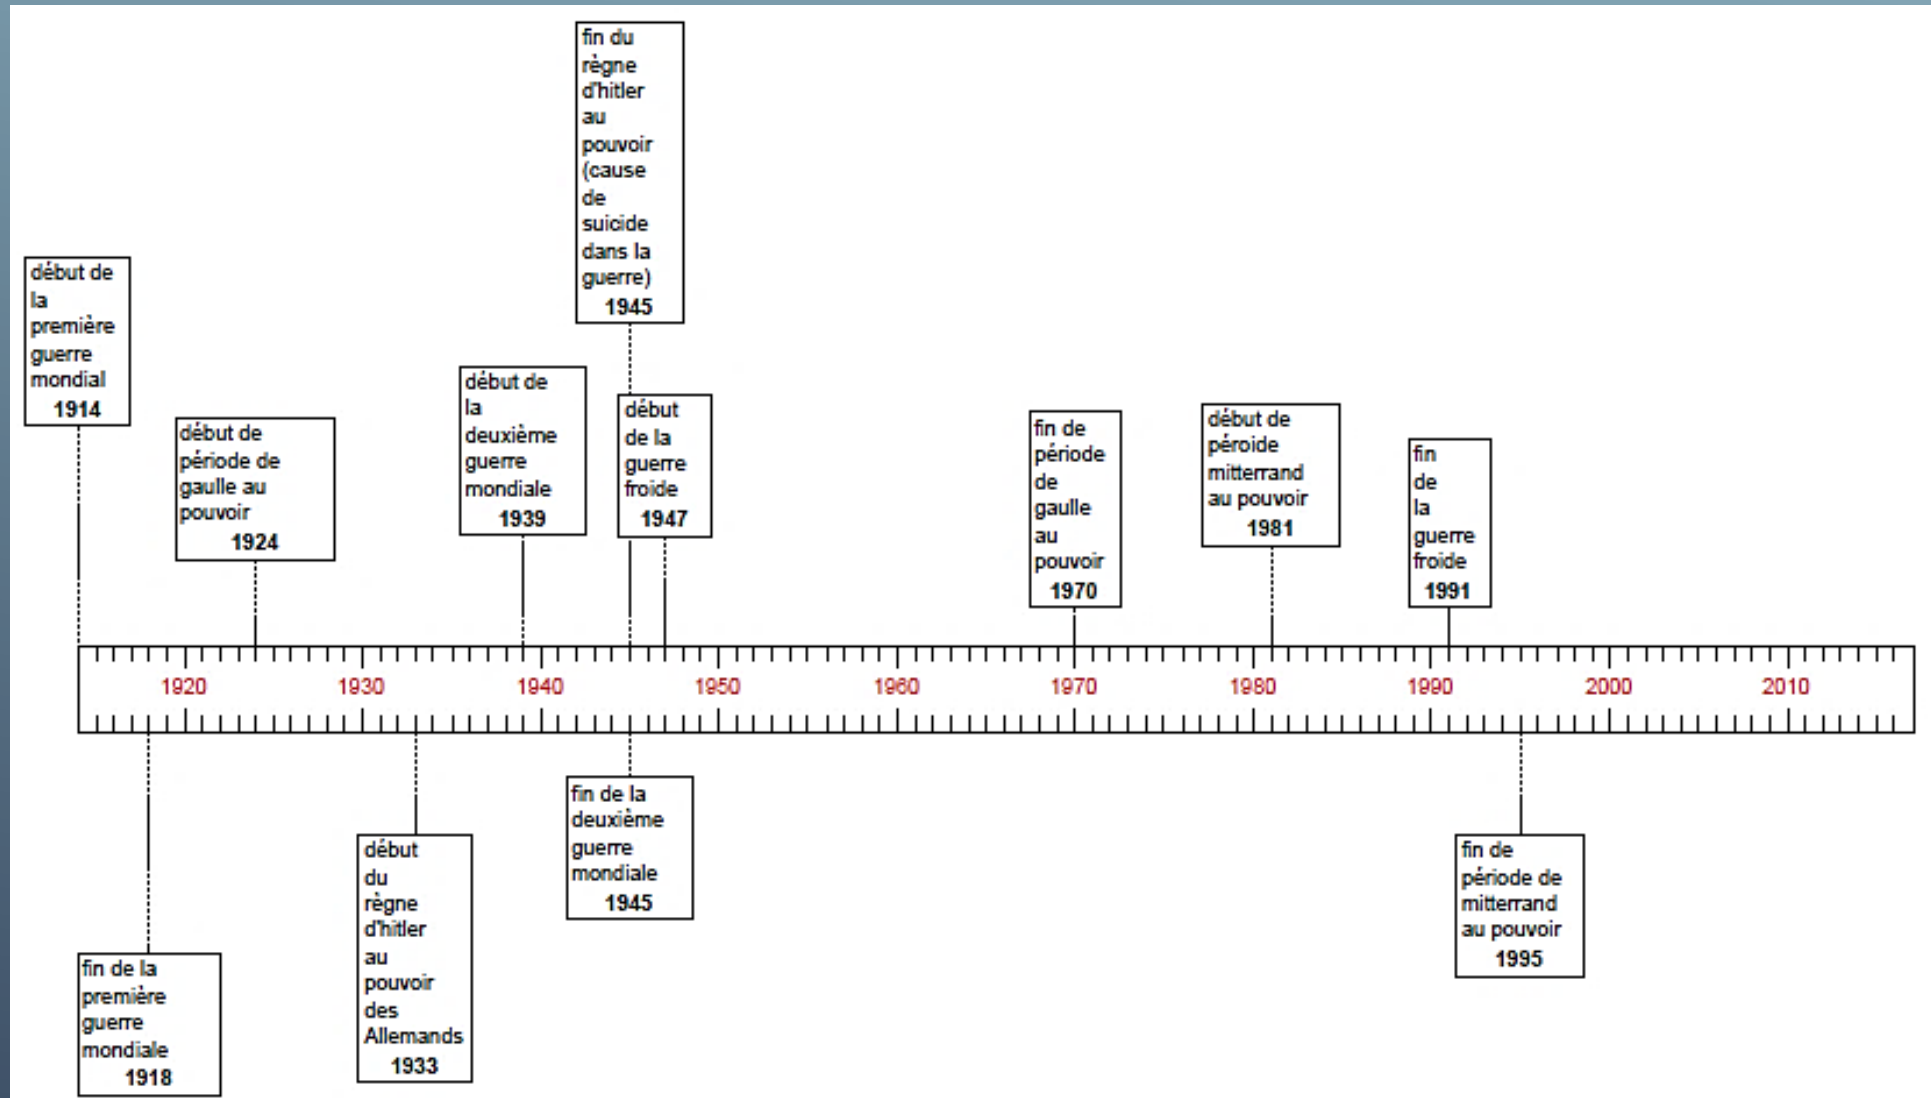 fin du
règne
d'hitler
au
pouvoir
(cause
de
suicide
dans la
guerre)
1945
début de
la
première
guerre
mondial
1914
début de
période de
gaulle au
pouvoir
1924
début de
la
deuxième
guerre
mondiale
1939
début
de la
guerre
froide
1947
fin de
période
de
gaulle
au
pouvoir
1970
début de
péroide
mitterrand
au pouvoir
1981
fin
de
la
guerre
froide
1991
1920 1930 1940 1950 1960 1970 1980 1990 2000 2010
fin de la
première
guerre
mondiale
1918
début
du
règne
d'hitler
au
pouvoir
des
Allemands
1933
fin de la
deuxième
guerre
mondiale
1945
fin de
période de
mitterrand
au pouvoir
1995